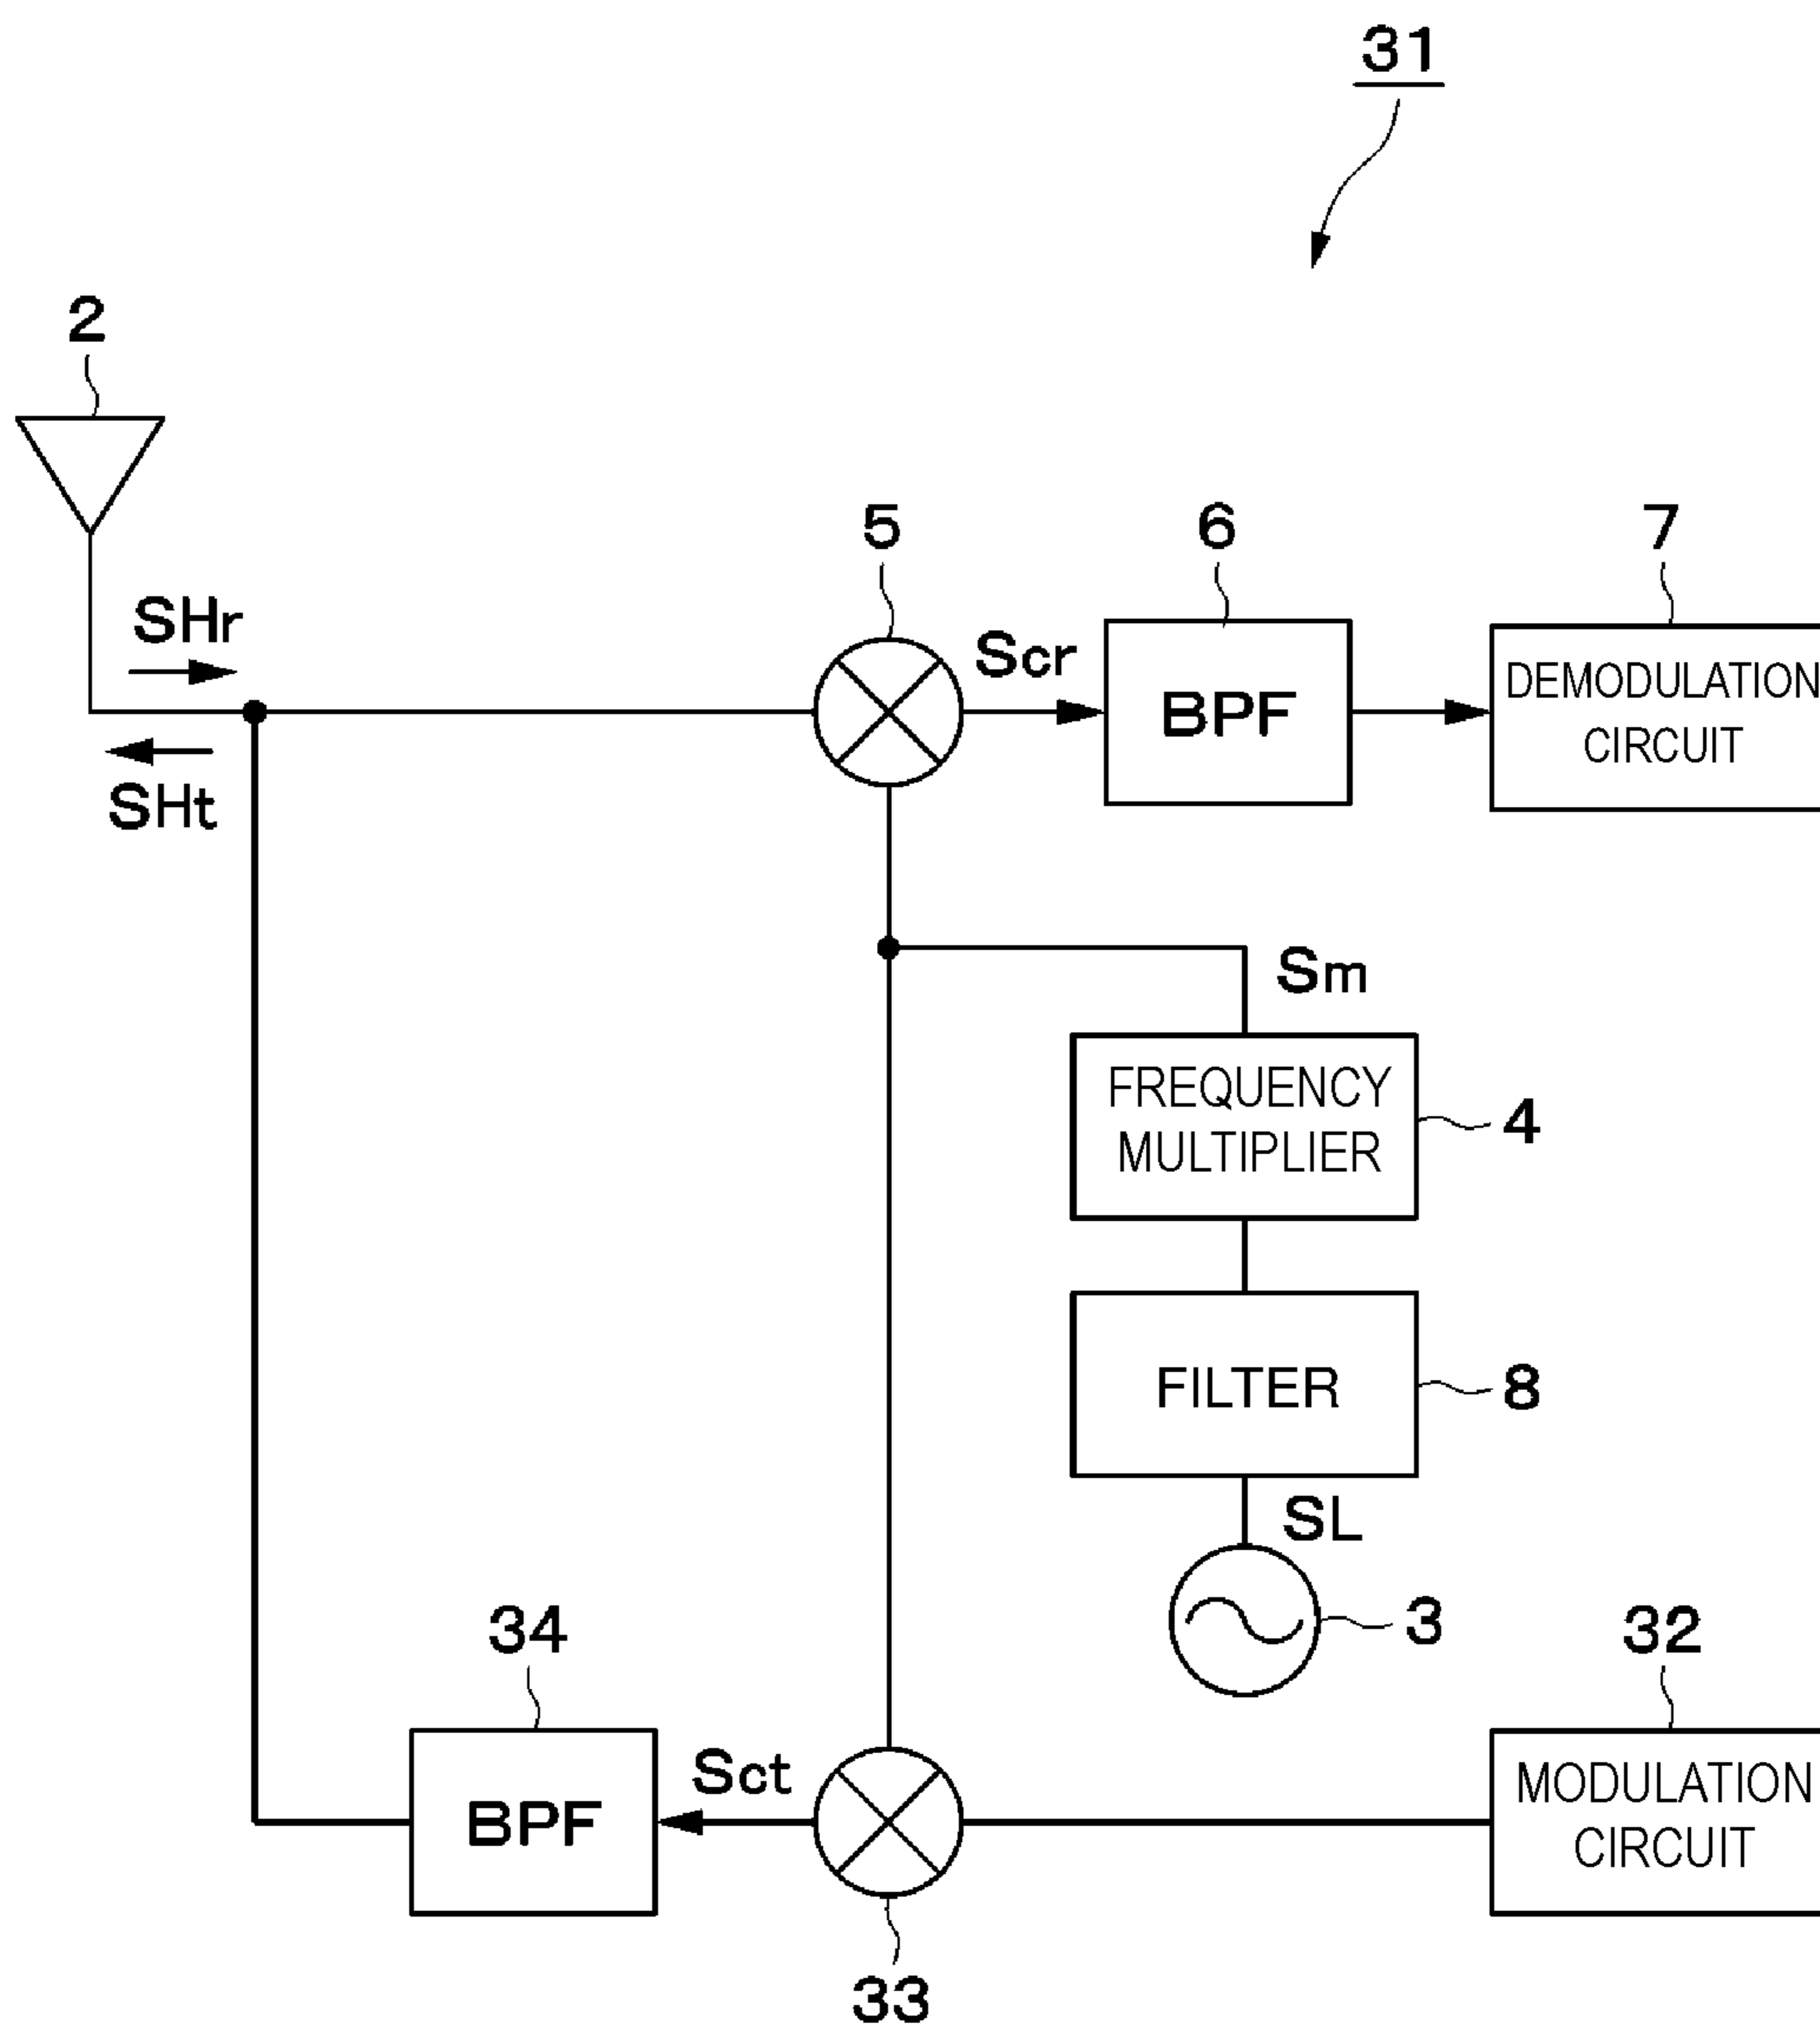 31
2
5
6
7
SHr
Scr
BPF
DEMODULATION
CIRCUIT
SHt
Sm
FREQUENCY
MULTIPLIER
4
FILTER
8
SL
3
34
32
Sct
BPF
MODULATION
CIRCUIT
33